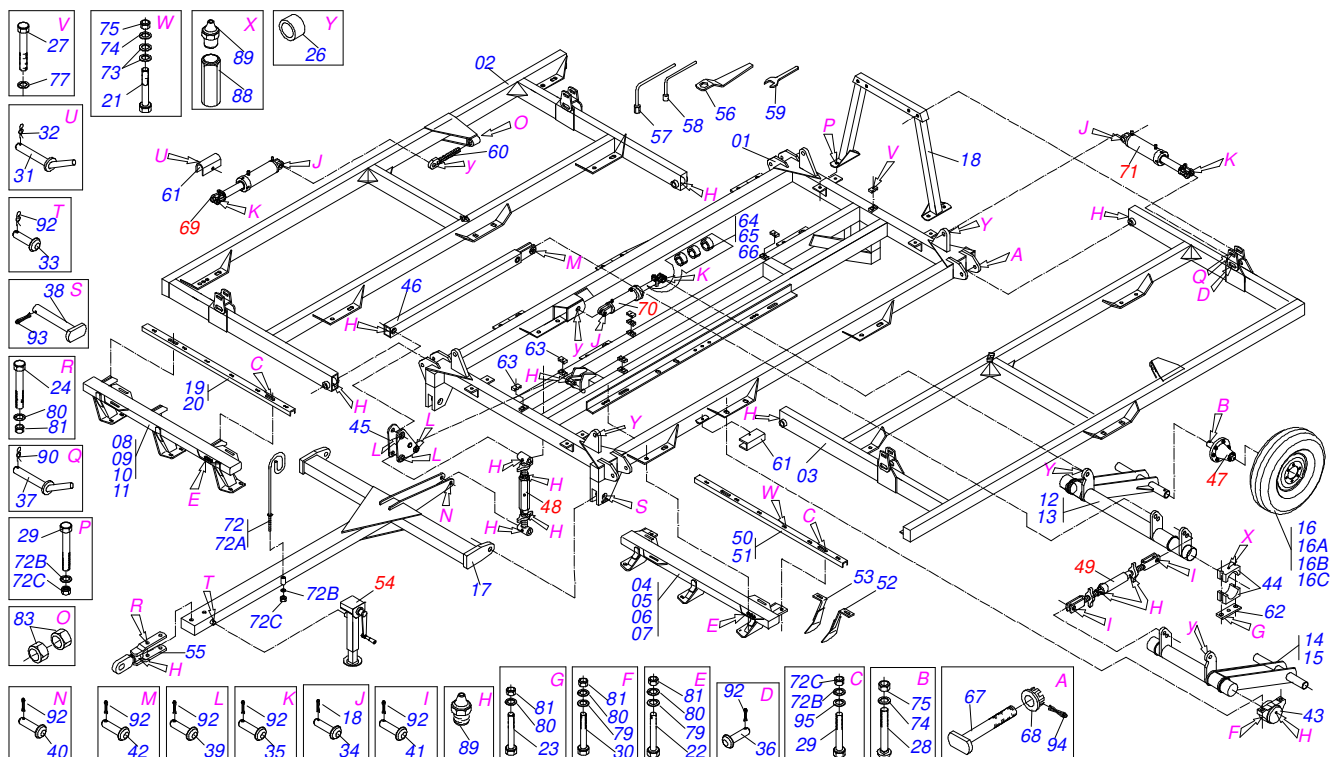 V
27
77
75 W
74
73
21
X
89
88
Y
26
U
32
31
T
92
33
38 S
93
R
24
80
81
Q
90
37
P
29
72B
72C
O
83
02
O
60
y
U
61
J
69
K
H
57
58
56
59
01
P
V
18
J
71
K
H
Y
A
Q
D
64
65
66
K
M
46
H
70
J
y
63
63
H
C
19
20
H
45
L
L
L
Y
08
09
10
11
E
72
72A
N
H
H
48
H
H
S
T
72B
72C
54
17
R
55
H
61
H
03
B
47
Y
12
13
16
16A
16B
16C
W
C
50
51
53
52
04
05
06
07
E
49
I
H
I
X
44
62
G
y
14
15
43
F
H
N
92
40
M
92
42
L
92
39
K
92
35
J
18
34
I
92
41
H
89
G
81
80
23
F
81
80
79
30
E
81
80
79
22
92 D
36
72C C
72B
95
29
B
75
74
28
A
67
68
94